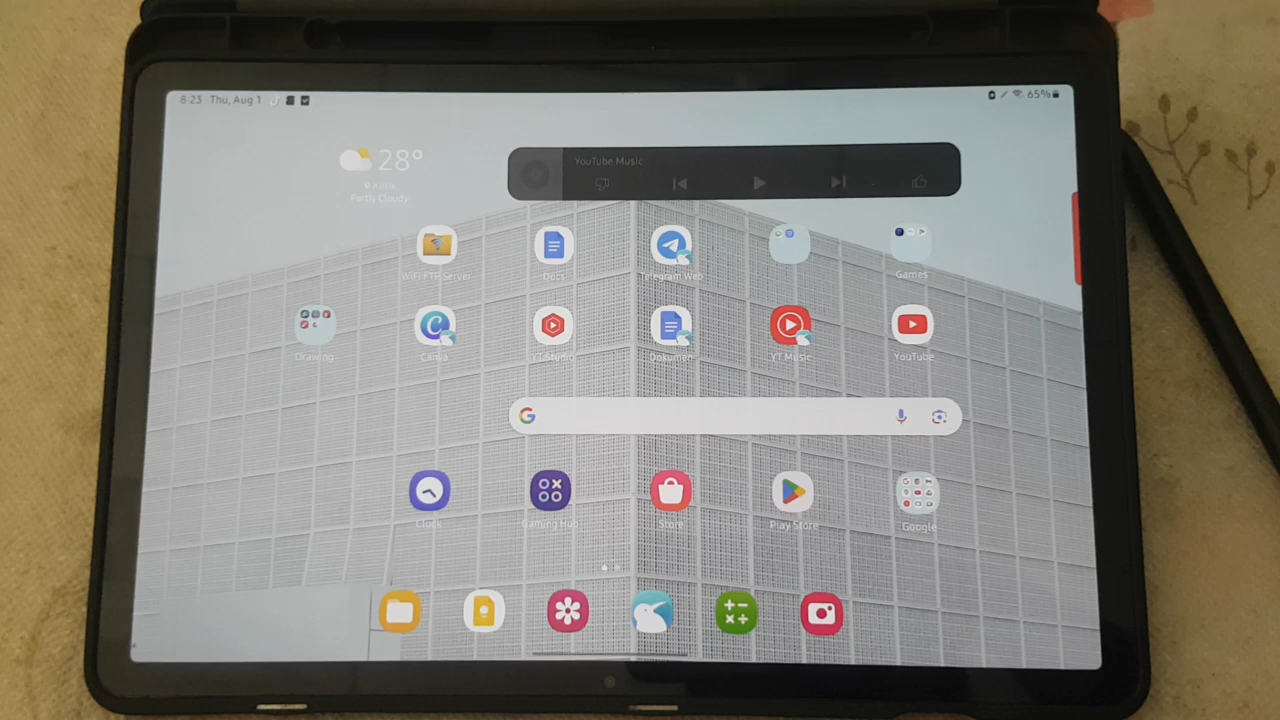 8:23 Thu, Aug 1
65%
28°
Partly Cloudy
YouTube Music
WiFi FTP Server
Docs
Telegram Web
Games
Drawing
Canva
YT Studio
Dokumen
YT Music
YouTube
Clock
Gaming Hub
Store
Play Store
Google